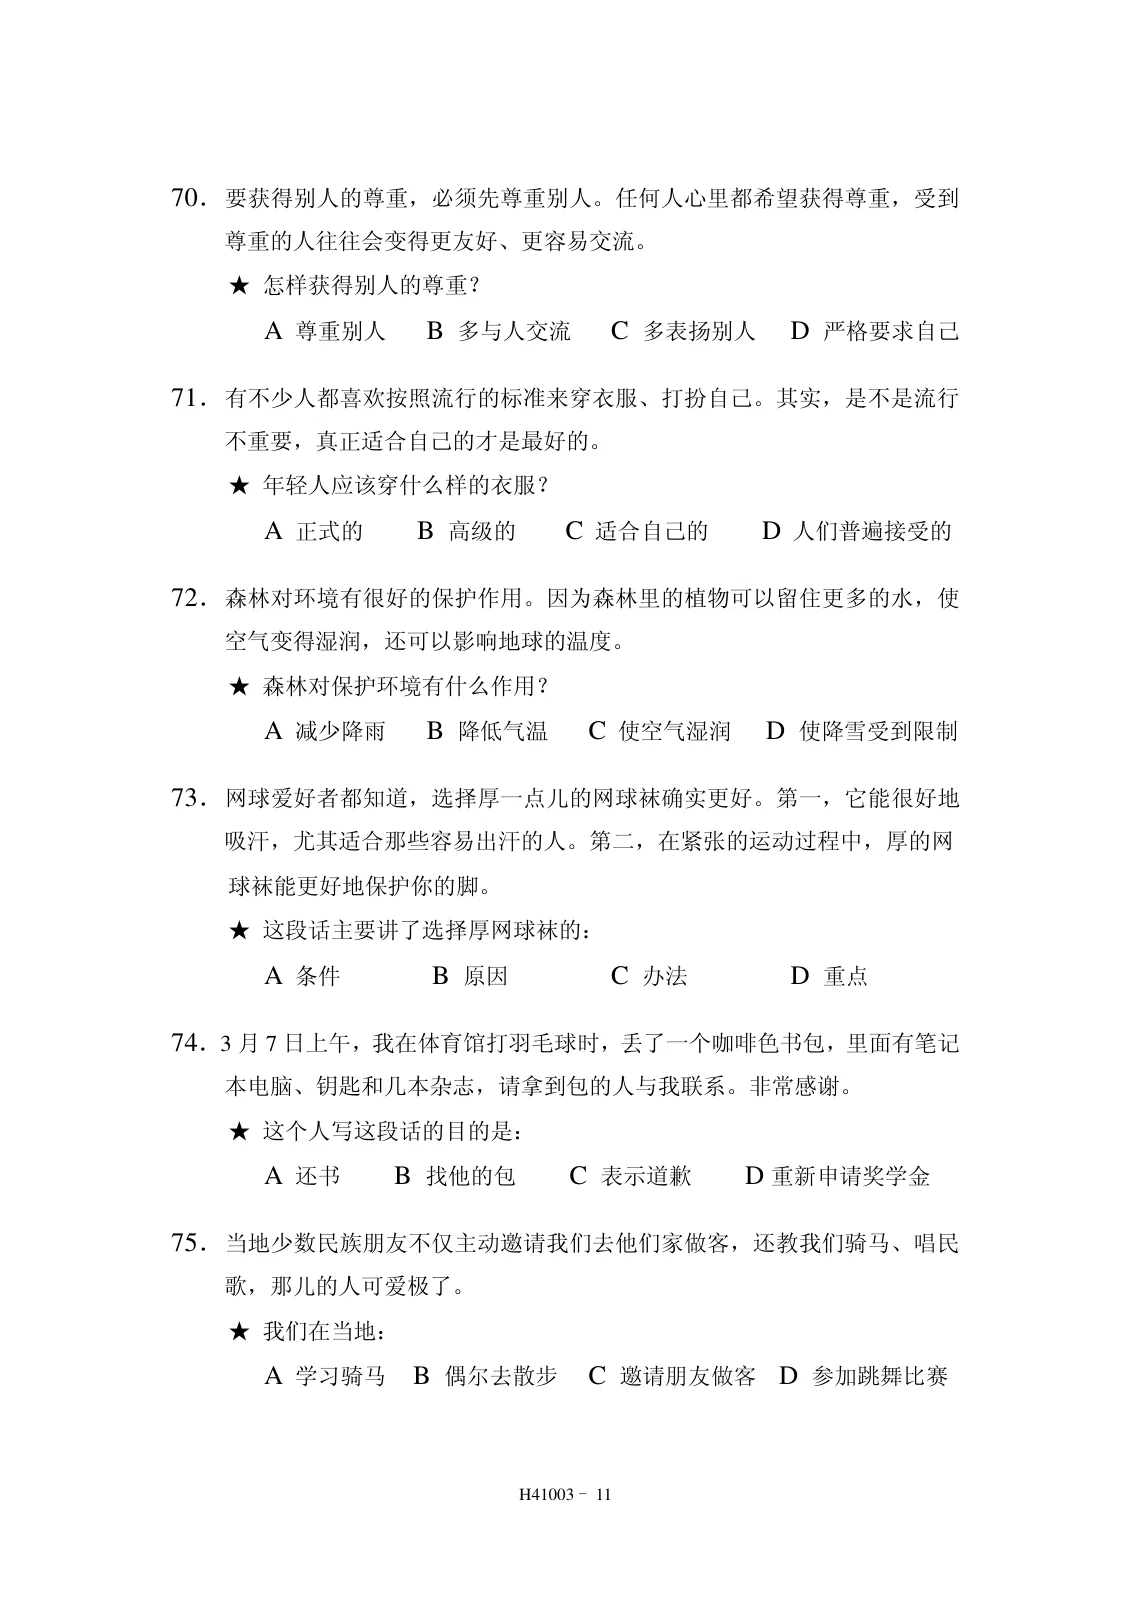 70．要获得别人的尊重，必须先尊重别人。任何人心里都希望获得尊重，受到
尊重的人往往会变得更友好、更容易交流。
★ 怎样获得别人的尊重？
A 尊重别人 B 多与人交流 C 多表扬别人 D 严格要求自己
71．有不少人都喜欢按照流行的标准来穿衣服、打扮自己。其实，是不是流行
不重要，真正适合自己的才是最好的。
★ 年轻人应该穿什么样的衣服？
A 正式的 B 高级的 C 适合自己的 D 人们普遍接受的
72．森林对环境有很好的保护作用。因为森林里的植物可以留住更多的水，使
空气变得湿润，还可以影响地球的温度。
★ 森林对保护环境有什么作用？
A 减少降雨 B 降低气温 C 使空气湿润 D 使降雪受到限制
73．网球爱好者都知道，选择厚一点儿的网球袜确实更好。第一，它能很好地
吸汗，尤其适合那些容易出汗的人。第二，在紧张的运动过程中，厚的网
球袜能更好地保护你的脚。
★ 这段话主要讲了选择厚网球袜的：
A 条件 B 原因 C 办法 D 重点
74．3 月 7 日上午，我在体育馆打羽毛球时，丢了一个咖啡色书包，里面有笔记
本电脑、钥匙和几本杂志，请拿到包的人与我联系。非常感谢。
★ 这个人写这段话的目的是：
A 还书 B 找他的包 C 表示道歉 D 重新申请奖学金
75．当地少数民族朋友不仅主动邀请我们去他们家做客，还教我们骑马、唱民
歌，那儿的人可爱极了。
★ 我们在当地：
A 学习骑马 B 偶尔去散步 C 邀请朋友做客 D 参加跳舞比赛
H41003－ 11